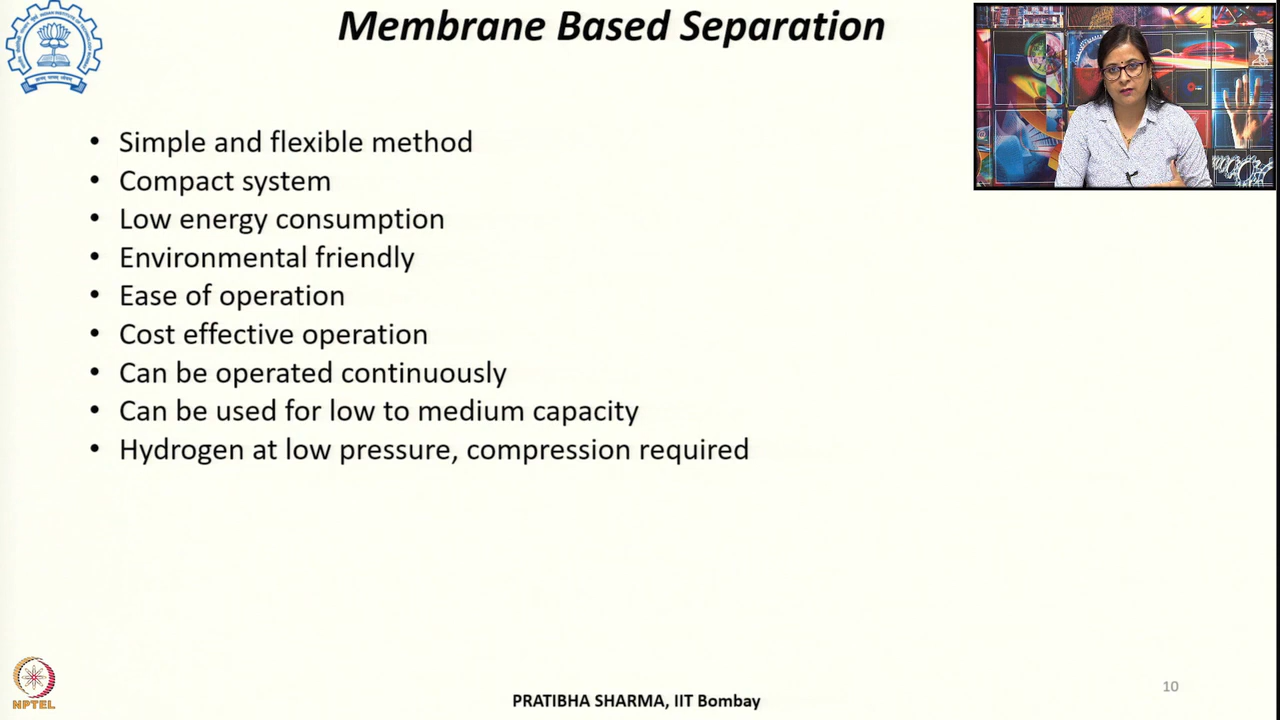 Membrane Based Separation
• Simple and flexible method
• Compact system
• Low energy consumption
• Environmental friendly
• Ease of operation
• Cost effective operation
• Can be operated continuously
• Can be used for low to medium capacity
• Hydrogen at low pressure, compression required
NPTEL
PRATIBHA SHARMA, IIT Bombay
10